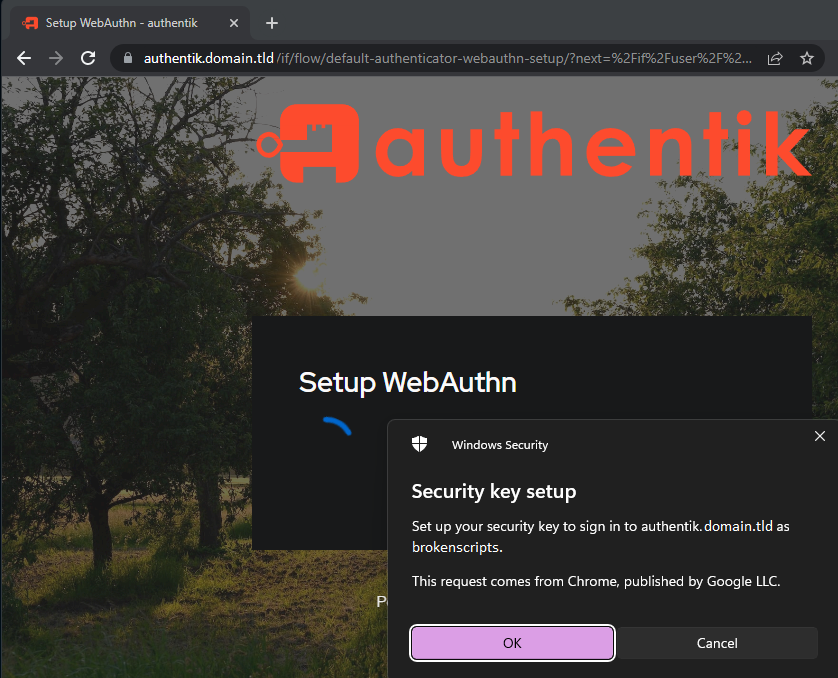 Setup WebAuthn - authentik
authentik.domain.tld/if/flow/default-authenticator-webauthn-setup/?next=%2Fif%2Fuser%2F%2...
authentik
Setup WebAuthn
Windows Security
Security key setup
Set up your security key to sign in to authentik.domain.tld as
brokenscripts.
This request comes from Chrome, published by Google LLC.
OK
Cancel